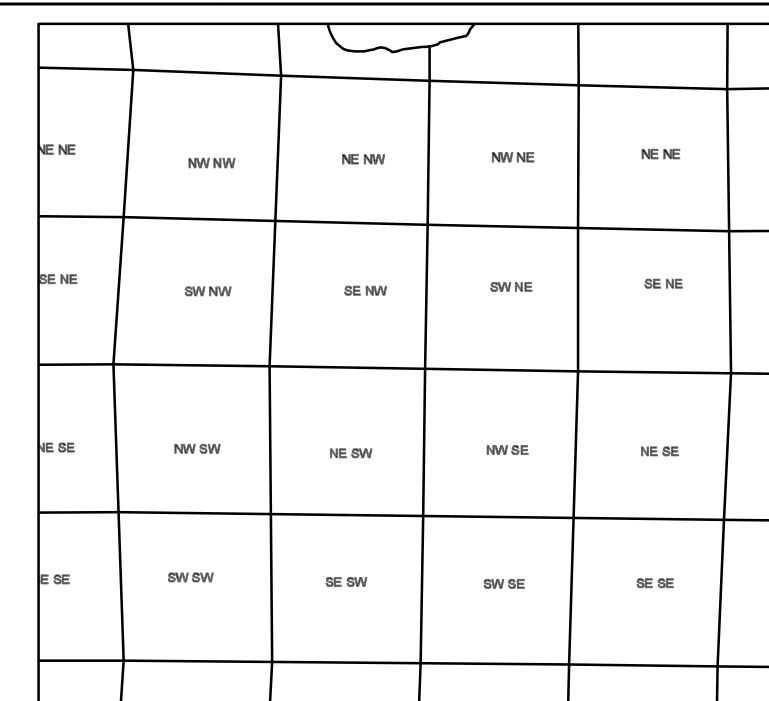 NE NE
NW NW
NE NW
NW NE
NE NE
SE NE
SW NW
SE NW
SW NE
SE NE
NE SE
NW SW
NE SW
NW SE
NE SE
E SE
SW SW
SE SW
SW SE
SE SE